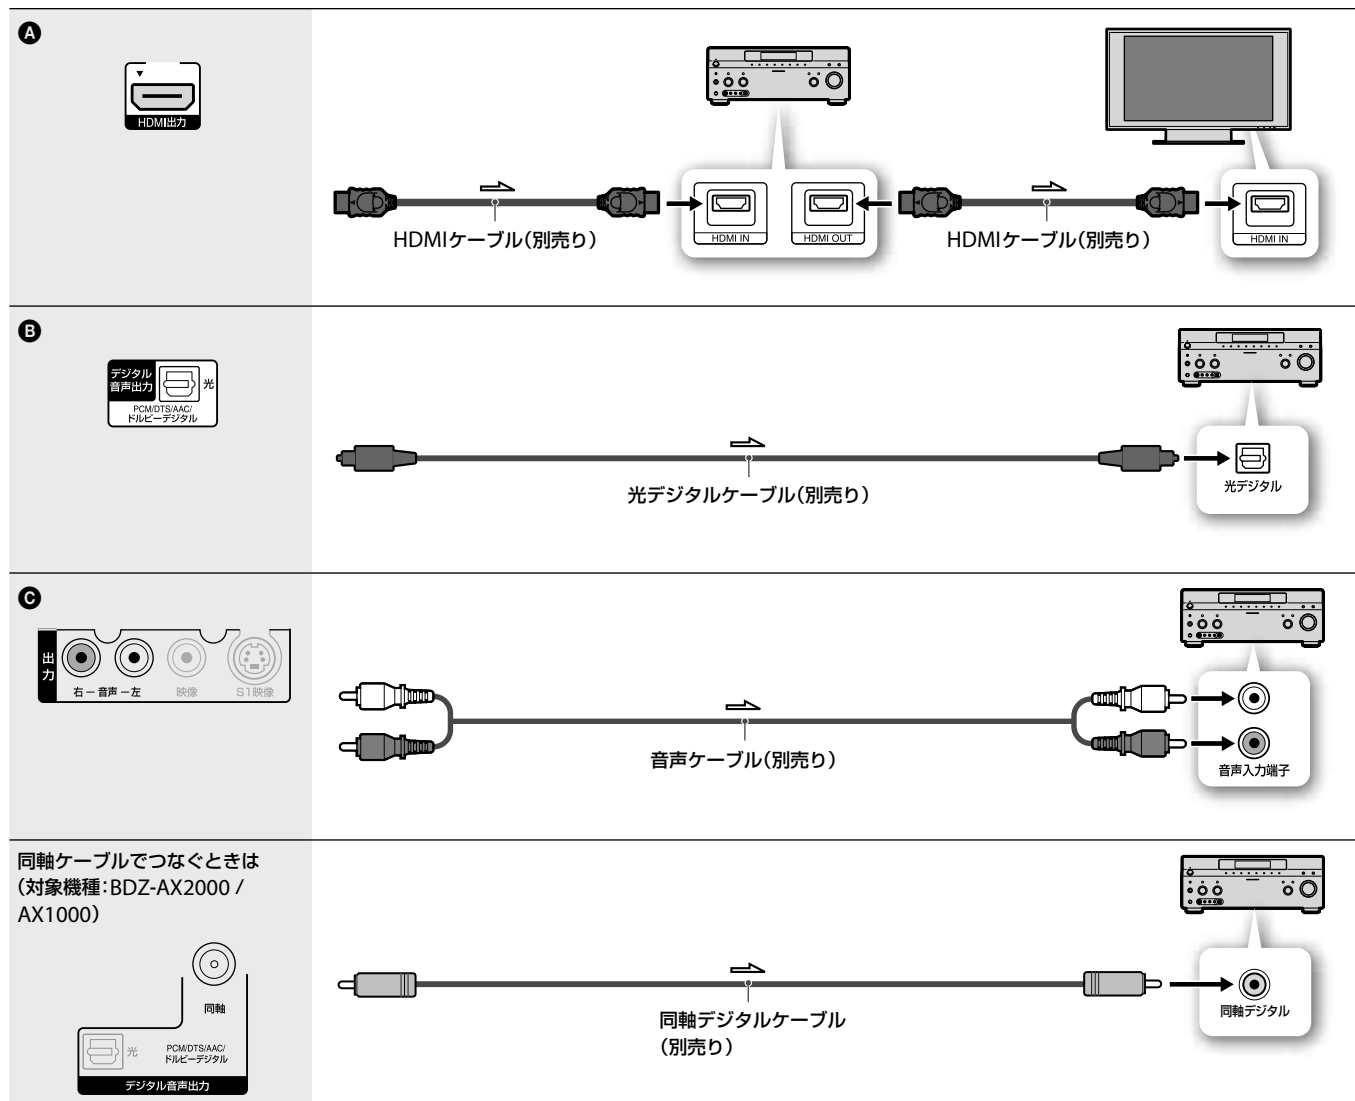 A
HDMI出力
HDMIケーブル（別売り）
HDMI IN
HDMI OUT
HDMIケーブル（別売り）
HDMI IN
B
デジタル
音声出力
光
PCM/DTS/AAC/
ドルビーデジタル
光デジタルケーブル（別売り）
光デジタル
C
出力
右－音声－左
映像
S1映像
音声ケーブル（別売り）
音声入力端子
同軸ケーブルでつなぐときは
（対象機種：BDZ-AX2000 /
AX1000）
同軸
光
PCM/DTS/AAC/
ドルビーデジタル
デジタル音声出力
同軸デジタルケーブル
（別売り）
同軸デジタル